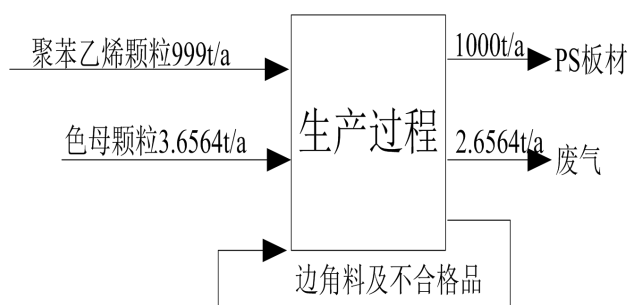 聚苯乙烯颗粒999t/a
1000t/a
PS板材
色母颗粒3.6564t/a
生产过程
2.6564t/a
废气
边角料及不合格品